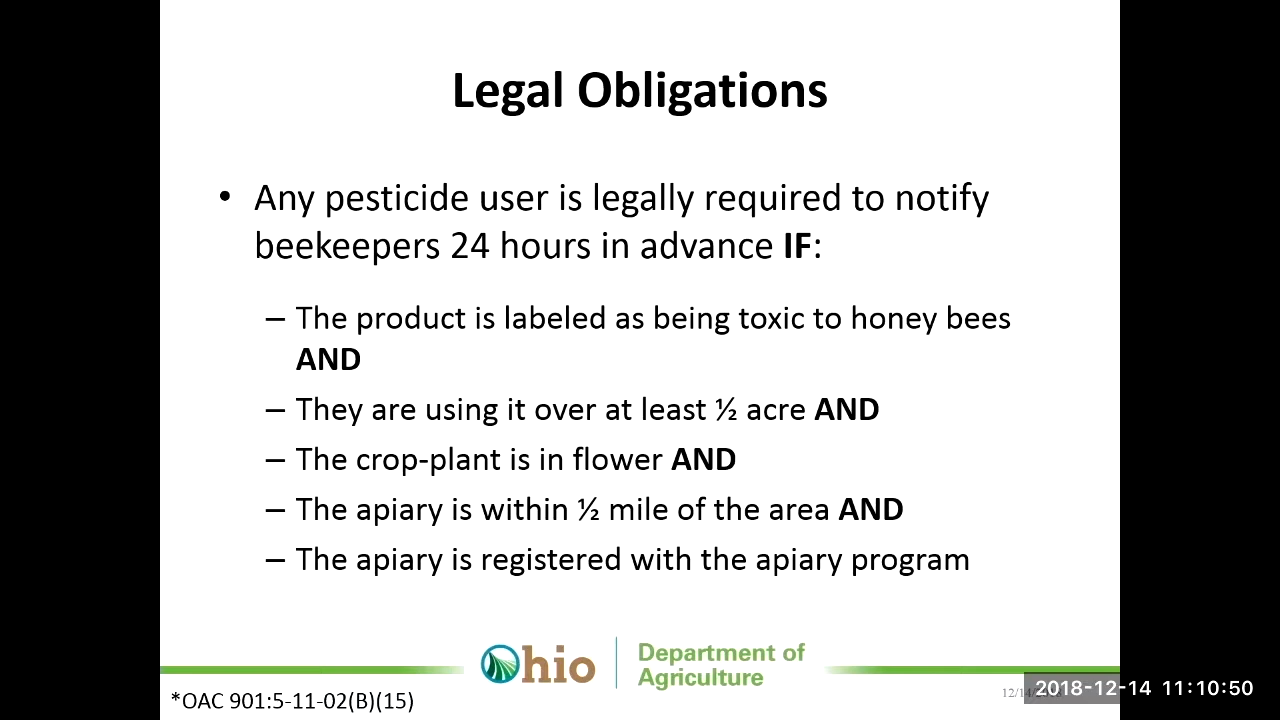 Legal Obligations
• Any pesticide user is legally required to notify
beekeepers 24 hours in advance IF:
– The product is labeled as being toxic to honey bees
AND
– They are using it over at least ½ acre AND
– The crop-plant is in flower AND
– The apiary is within ½ mile of the area AND
– The apiary is registered with the apiary program
Ohio
Department of
Agriculture
*OAC 901:5-11-02(B)(15)
2018-12-14 11:10:50